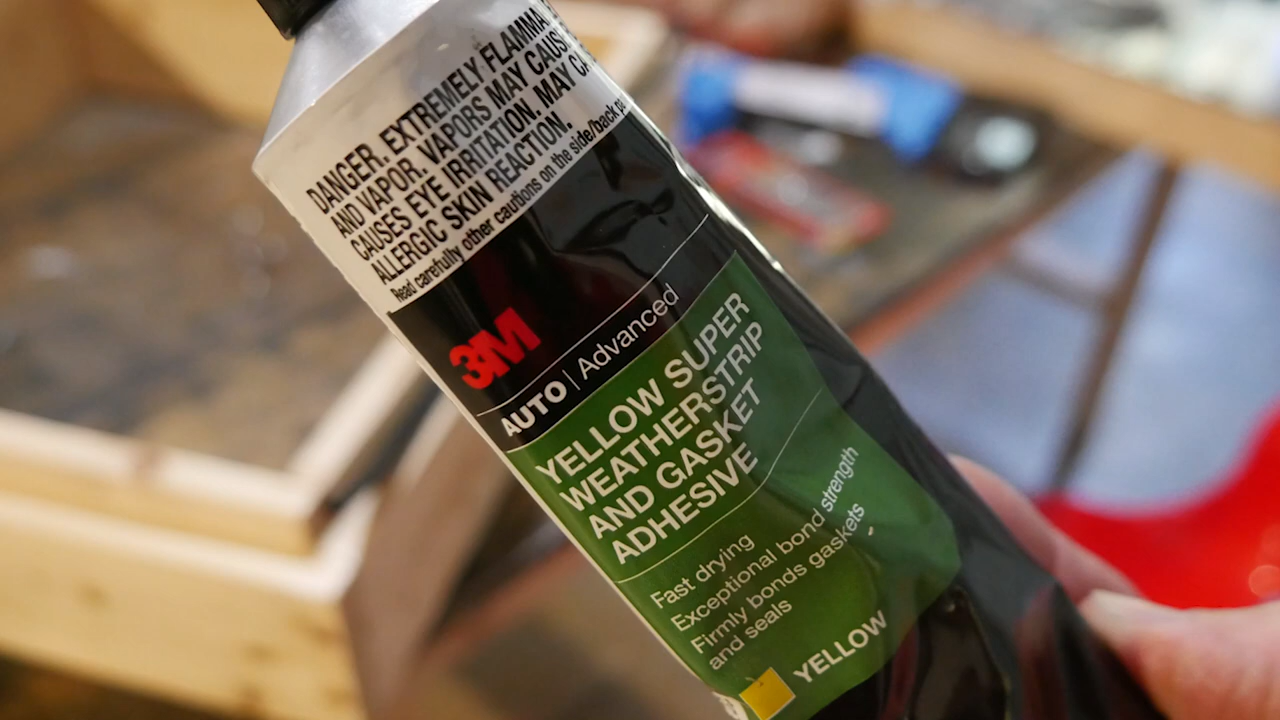 DANGER. EXTREMELY FLAMMA
AND VAPOR. VAPORS MAY CAUS
CAUSES EYE IRRITATION. MAY CA
ALLERGIC SKIN REACTION.
Read carefully other cautions on the side/back pa
3M
AUTO | Advanced
YELLOW SUPER
WEATHERSTRIP
AND GASKET
ADHESIVE
Fast drying
Exceptional bond strength
Firmly bonds gaskets
and seals
YELLOW